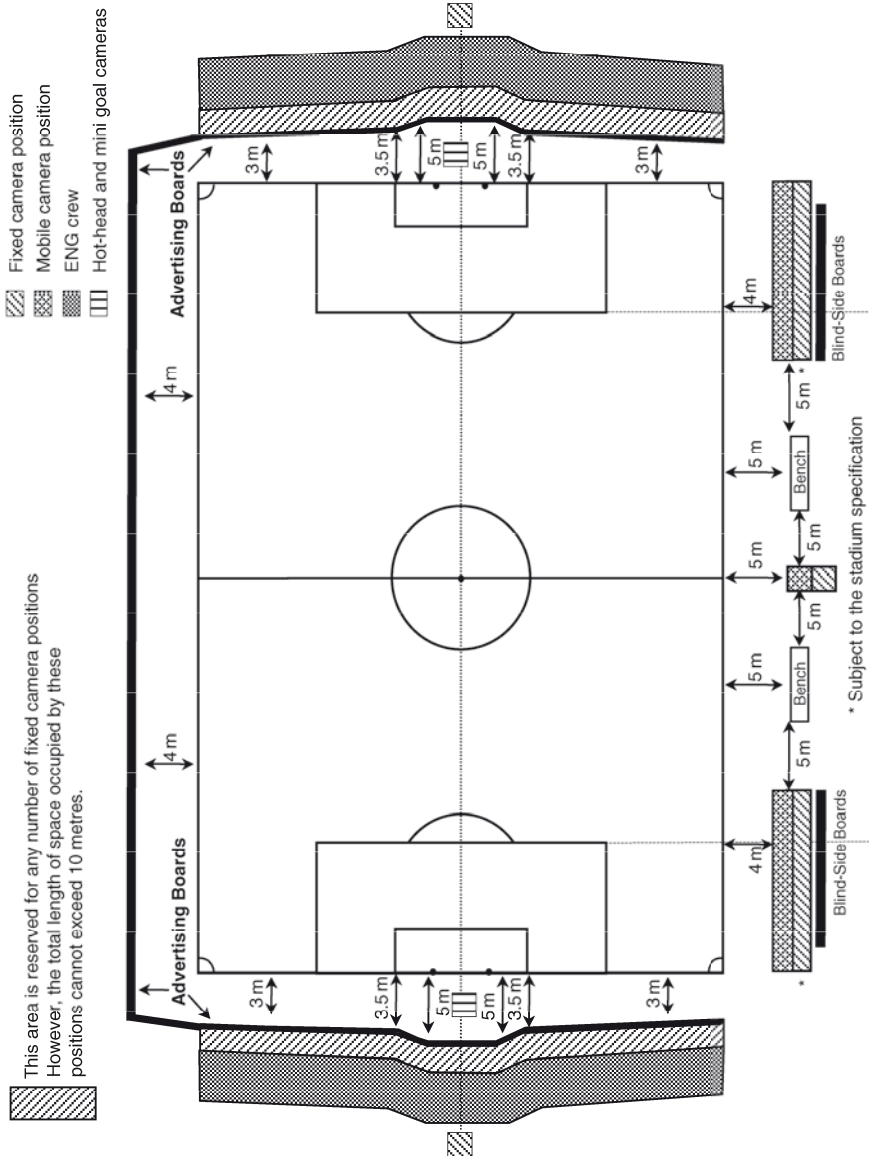 This area is reserved for any number of fixed camera positions
However, the total length of space occupied by these
positions cannot exceed 10 metres.
Fixed camera position
Mobile camera position
ENG crew
Hot-head and mini goal cameras
Advertising Boards
4 m
4 m
Advertising Boards
3 m
3 m
3.5 m
3.5 m
5 m
5 m
5 m
5 m
3.5 m
3.5 m
3 m
3 m
4 m
5 m
5 m
5 m
4 m
*
5 m
Bench
5 m
5 m
Bench
5 m
*
Blind-Side Boards
Blind-Side Boards
* Subject to the stadium specification